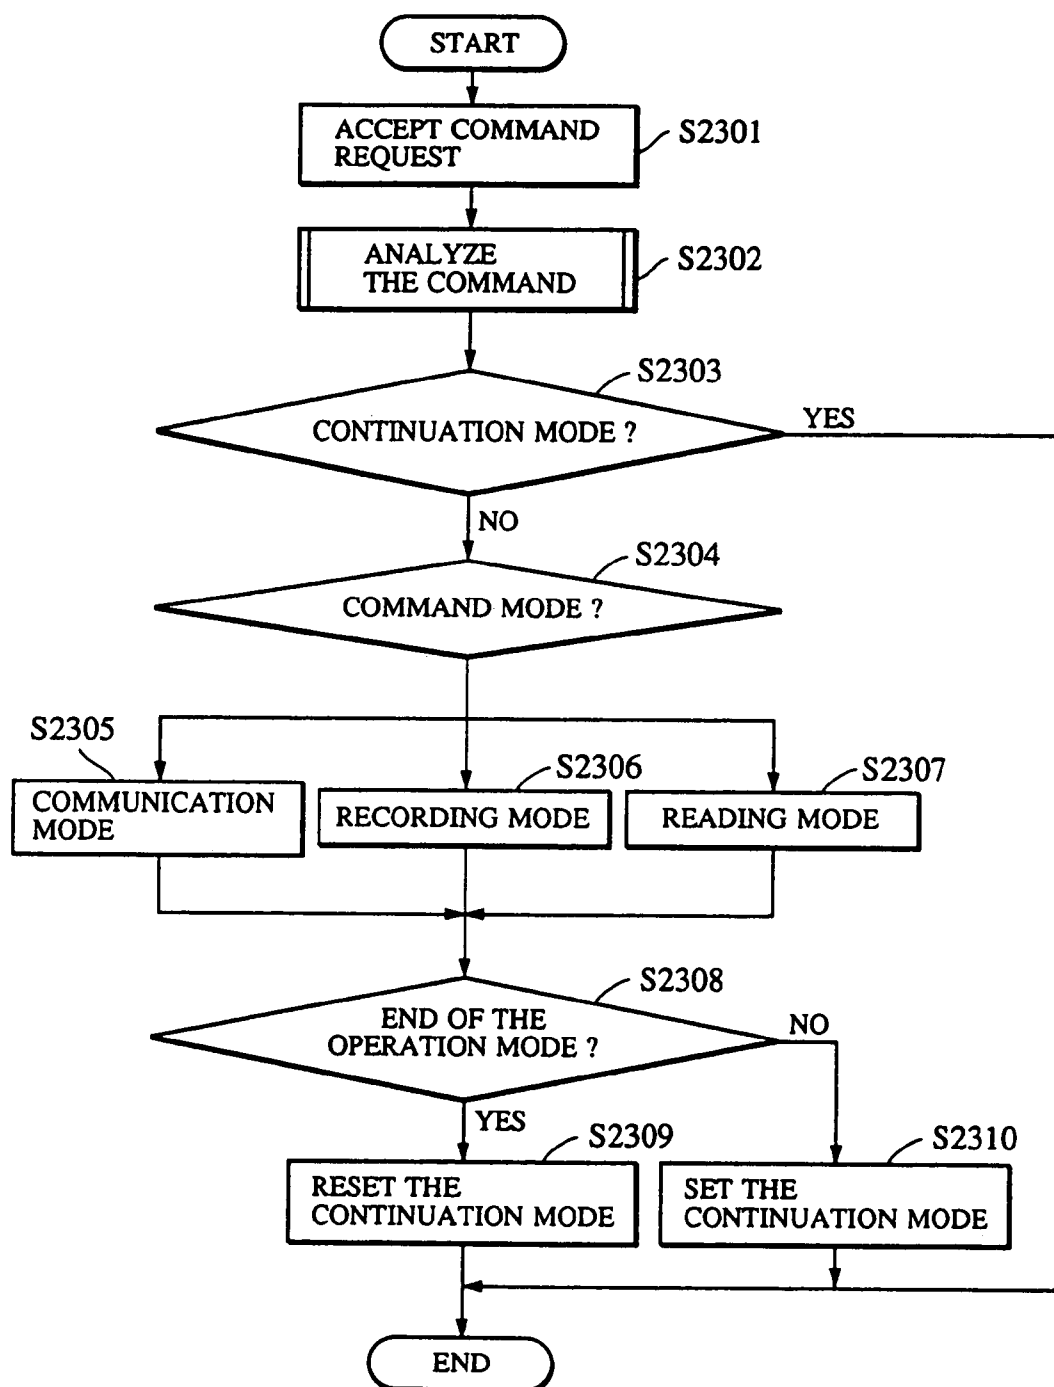 START
ACCEPT COMMAND
REQUEST
S2301
ANALYZE
THE COMMAND
S2302
S2303
CONTINUATION MODE ?
YES
NO
S2304
COMMAND MODE ?
S2305
COMMUNICATION
MODE
S2306
RECORDING MODE
S2307
READING MODE
S2308
END OF THE
OPERATION MODE ?
NO
YES
S2309
RESET THE
CONTINUATION MODE
S2310
SET THE
CONTINUATION MODE
END